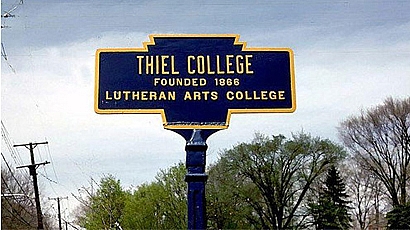 THIEL COLLEGE
FOUNDED 1866
LUTHERAN ARTS COLLEGE